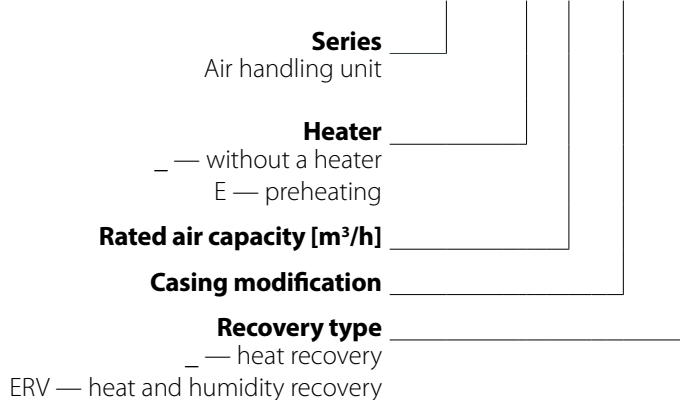 Series
Air handling unit
Heater
_ — without a heater
E — preheating
Rated air capacity [m³/h]
Casing modification
Recovery type
_ — heat recovery
ERV — heat and humidity recovery